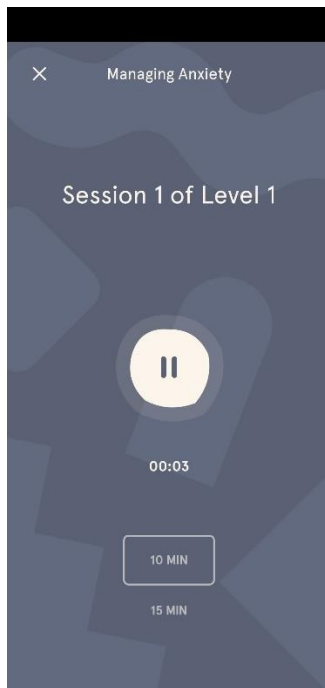 Managing Anxiety
Session 1 of Level 1
00:03
10 MIN
15 MIN